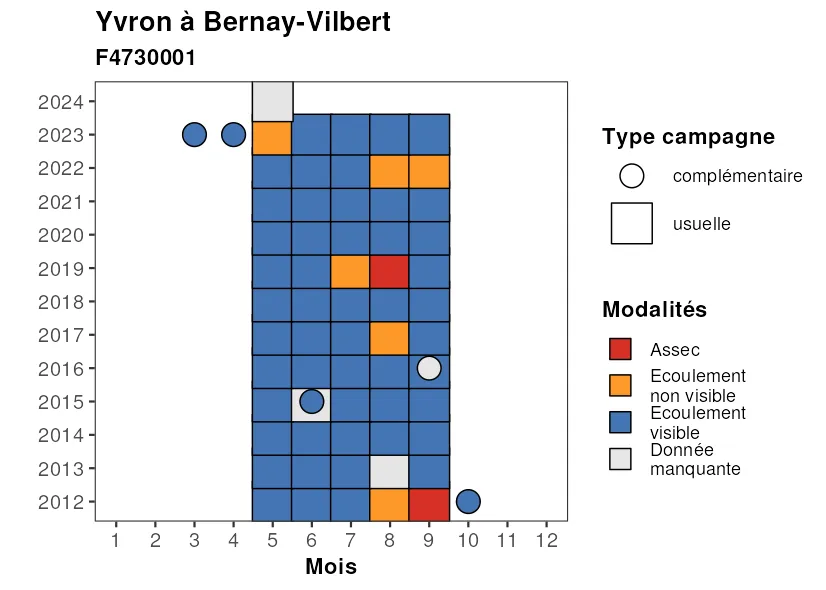 Yvron à Bernay-Vilbert
F4730001
2024
2023
2022
2021
2020
2019
2018
2017
2016
2015
2014
2013
2012
1 2 3 4 5 6 7 8 9 10 11 12
Mois
Type campagne
complémentaire
usuelle
Modalités
Assec
Ecoulement
non visible
Ecoulement
visible
Donnée
manquante